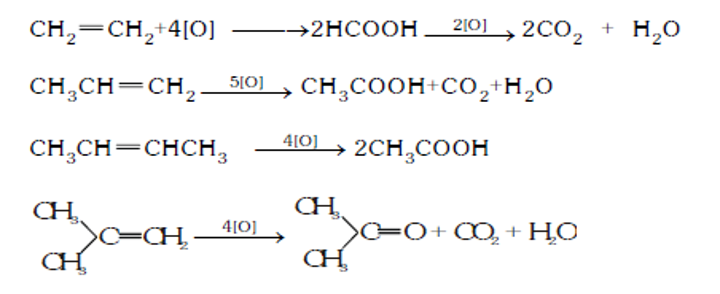 CH₂=CH₂+4[O] ⟶ 2HCOOH —2[O]→ 2CO₂ + H₂O
CH₃CH=CH₂ —5[O]→ CH₃COOH+CO₂+H₂O
CH₃CH=CHCH₃ —4[O]→ 2CH₃COOH
CH₃ CH₃
C=CH₂ —4[O]→ C=O + CO₂ + H₂O
CH₃ CH₃